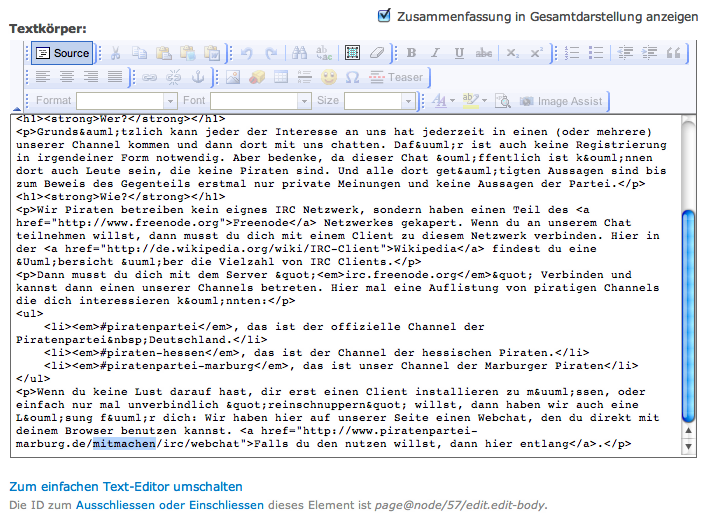 Zusammenfassung in Gesamtdarstellung anzeigen
Textkörper:
Source
B I U abc x₂ x²
Teaser
Format Font Size Image Assist
<h1><strong>Wer?</strong></h1>
<p>Grunds&auml;tzlich kann jeder der Interesse an uns hat jederzeit in einen (oder mehrere)
unserer Channel kommen und dann dort mit uns chatten. Daf&uuml;r ist auch keine Registrierung
in irgendeiner Form notwendig. Aber bedenke, da dieser Chat &ouml;ffentlich ist k&ouml;nnen
dort auch Leute sein, die keine Piraten sind. Und alle dort get&auml;tigten Aussagen sind bis
zum Beweis des Gegenteils erstmal nur private Meinungen und keine Aussagen der Partei.</p>
<h1><strong>Wie?</strong></h1>
<p>Wir Piraten betreiben kein eignes IRC Netzwerk, sondern haben einen Teil des <a
href="http://www.freenode.org">Freenode</a> Netzwerkes gekapert. Wenn du an unserem Chat
teilnehmen willst, dann musst du dich mit einem Client zu diesem Netzwerk verbinden. Hier in
der <a href="http://de.wikipedia.org/wiki/IRC-Client">Wikipedia</a> findest du eine
&Uuml;bersicht &uuml;ber die Vielzahl von IRC Clients.</p>
<p>Dann musst du dich mit dem Server &quot;<em>irc.freenode.org</em>&quot; Verbinden und
kannst dann einen unserer Channels betreten. Hier mal eine Auflistung von piratigen Channels
die dich interessieren k&ouml;nnten:</p>
<ul>
<li><em>#piratenpartei</em>, das ist der offizielle Channel der
Piratenpartei&nbsp;Deutschland.</li>
<li><em>#piraten-hessen</em>, das ist der Channel der hessischen Piraten.</li>
<li><em>#piratenpartei-marburg</em>, das ist unser Channel der Marburger Piraten</li>
</ul>
<p>Wenn du keine Lust darauf hast, dir erst einen Client installieren zu m&uuml;ssen, oder
einfach nur mal unverbindlich &quot;reinschnuppern&quot; willst, dann haben wir auch eine
L&ouml;sung f&uuml;r dich: Wir haben hier auf unserer Seite einen Webchat, den du direkt mit
deinem Browser benutzen kannst. <a href="http://www.piratenpartei-
marburg.de/mitmachen/irc/webchat">Falls du den nutzen willst, dann hier entlang</a>.</p>
Zum einfachen Text-Editor umschalten
Die ID zum Ausschliessen oder Einschliessen dieses Element ist page@node/57/edit.edit-body.